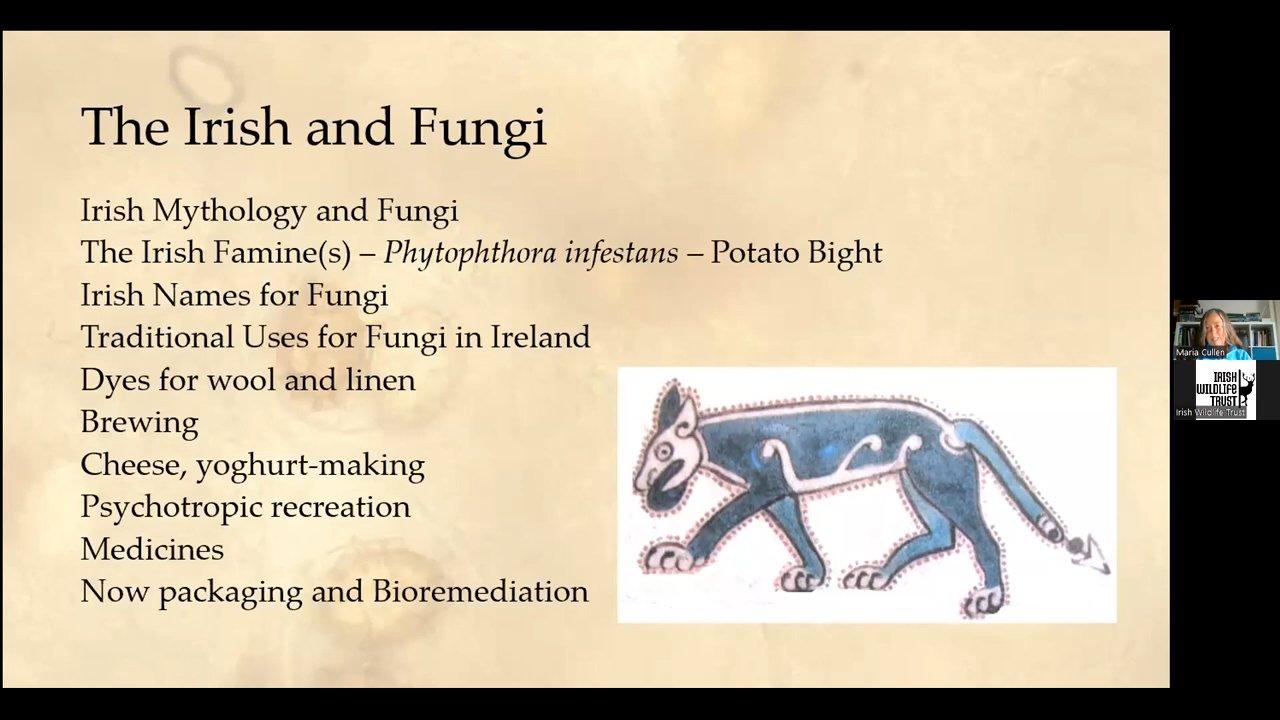 The Irish and Fungi
Irish Mythology and Fungi
The Irish Famine(s) – Phytophthora infestans – Potato Bight
Irish Names for Fungi
Traditional Uses for Fungi in Ireland
Dyes for wool and linen
Brewing
Cheese, yoghurt-making
Psychotropic recreation
Medicines
Now packaging and Bioremediation
Maria Cullen
IRISH
WILDLIFE
TRUST
Irish Wildlife Trust